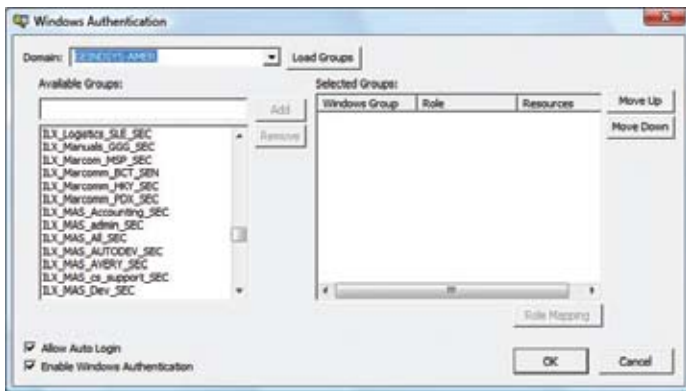 Windows Authentication
Domain:
Load Groups
Available Groups:
Selected Groups:
Add
Remove
Windows Group Role Resources
Move Up
Move Down
ILX_Logistics_SLE_SEC
ILX_Manuals_GGG_SEC
ILX_Marcom_MSP_SEC
ILX_Marcomm_BCT_SEN
ILX_Marcomm_HKY_SEC
ILX_Marcomm_PDX_SEC
ILX_MAS_Accounting_SEC
ILX_MAS_admin_SEC
ILX_MAS_All_SEC
ILX_MAS_AUTODEV_SEC
ILX_MAS_AVERY_SEC
ILX_MAS_cs_support_SEC
ILX_MAS_Dev_SEC
Role Mapping
Allow Auto Login
Enable Windows Authentication
OK
Cancel